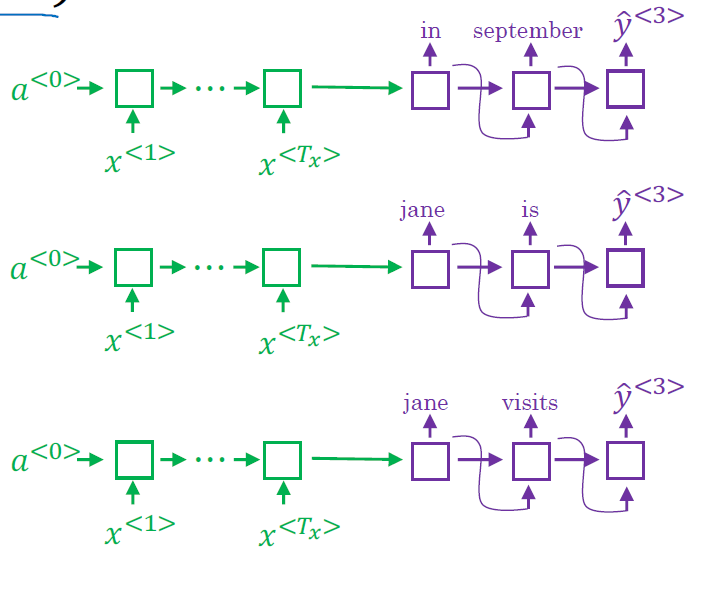 in september ŷ<3>
a<0> ...
x<1> x<Tx>
jane is ŷ<3>
a<0> ...
x<1> x<Tx>
jane visits ŷ<3>
a<0> ...
x<1> x<Tx>